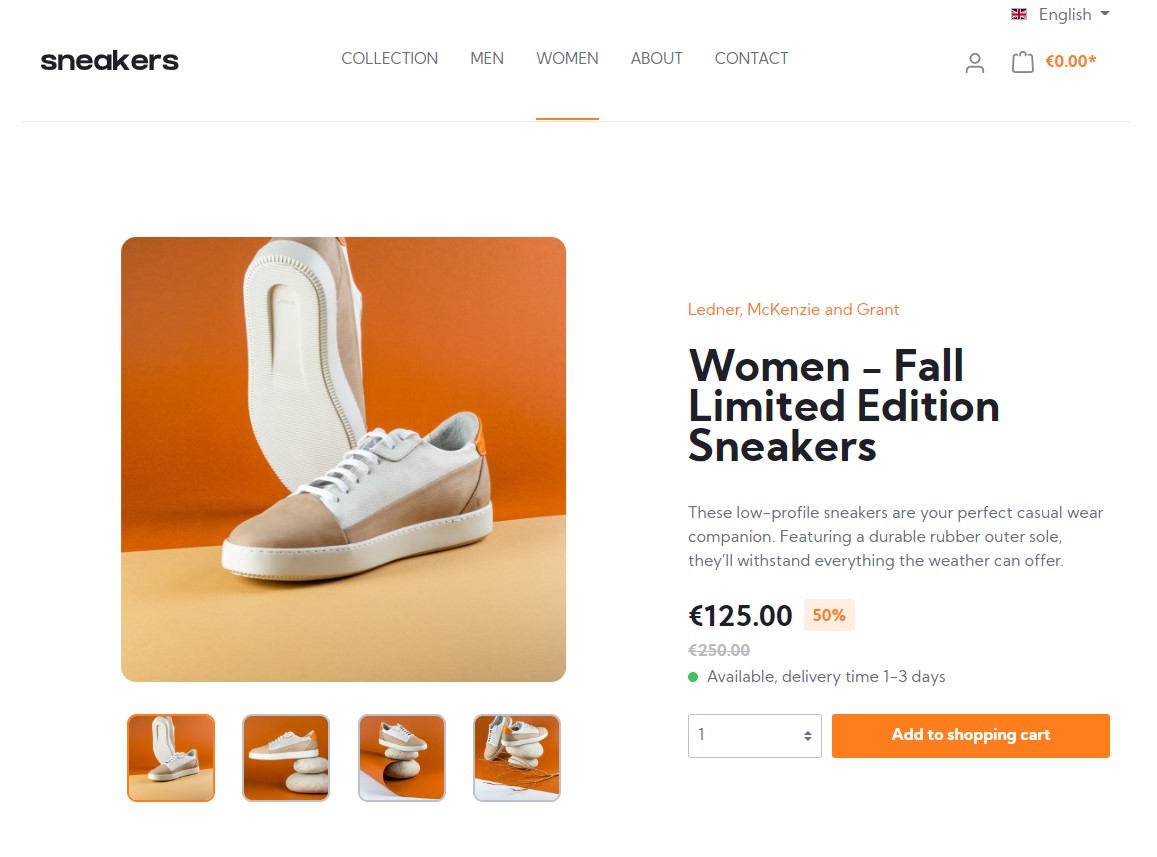 English
sneakers
COLLECTION MEN WOMEN ABOUT CONTACT
€0.00*
Ledner, McKenzie and Grant
Women – Fall
Limited Edition
Sneakers
These low-profile sneakers are your perfect casual wear
companion. Featuring a durable rubber outer sole,
they’ll withstand everything the weather can offer.
€125.00 50%
€250.00
Available, delivery time 1-3 days
1
Add to shopping cart